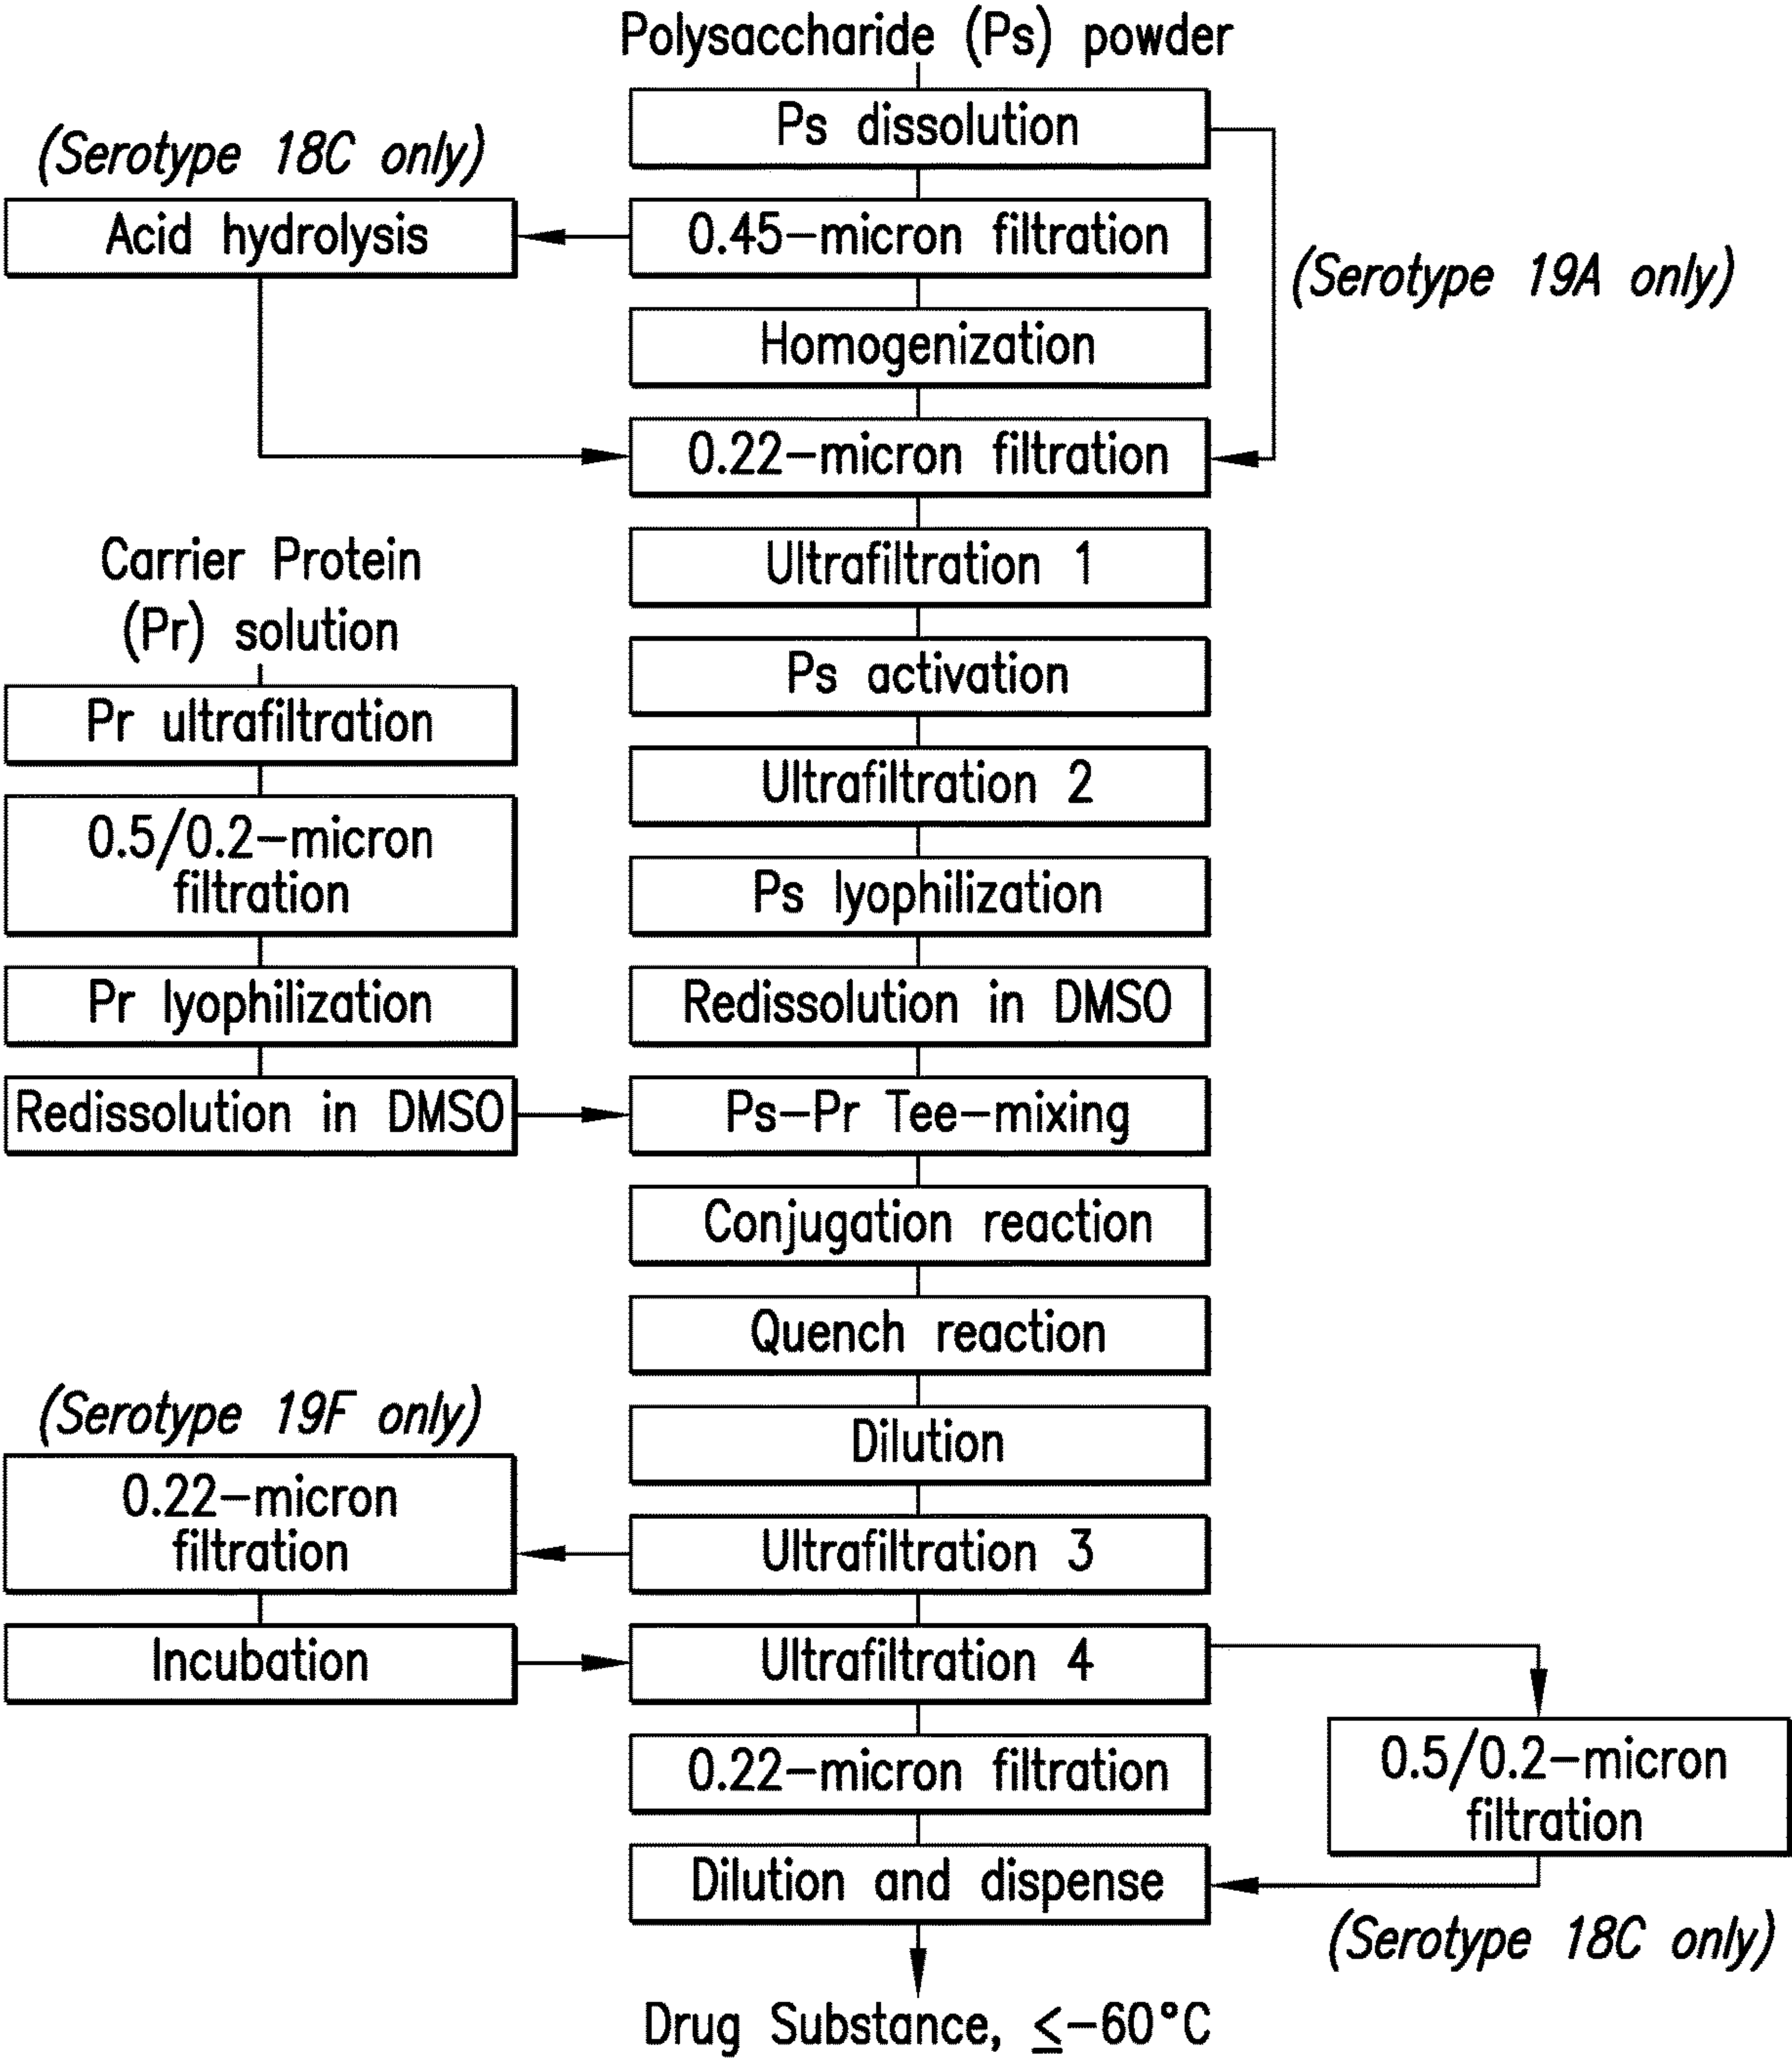 Polysaccharide (Ps) powder
Ps dissolution
(Serotype 18C only)
Acid hydrolysis
0.45-micron filtration
(Serotype 19A only)
Homogenization
0.22-micron filtration
Ultrafiltration 1
Carrier Protein
(Pr) solution
Ps activation
Pr ultrafiltration
Ultrafiltration 2
0.5/0.2-micron
filtration
Ps lyophilization
Pr lyophilization
Redissolution in DMSO
Redissolution in DMSO
Ps-Pr Tee-mixing
Conjugation reaction
Quench reaction
(Serotype 19F only)
Dilution
0.22-micron
filtration
Ultrafiltration 3
Incubation
Ultrafiltration 4
0.22-micron filtration
0.5/0.2-micron
filtration
Dilution and dispense
(Serotype 18C only)
Drug Substance, ≤-60°C